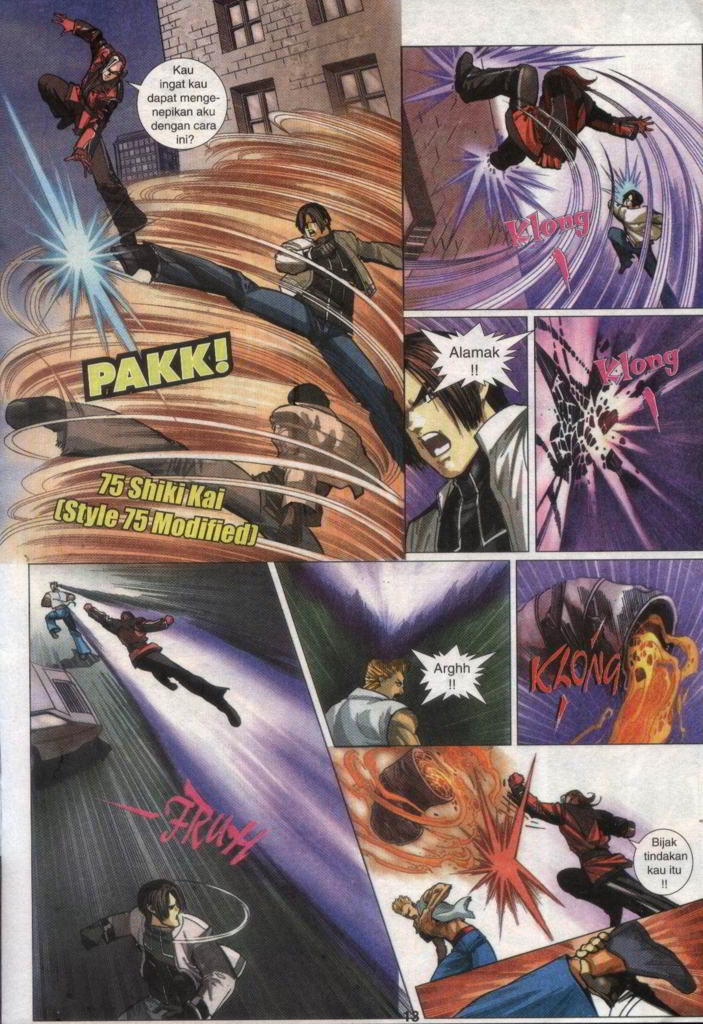 Kau
ingat kau
dapat menge-
nepikan aku
dengan cara
ini?
PAKK!
75 Shiki Kai
(Style 75 Modified)
Klong
!
Alamak
!!
Klong
!
FRUH
Arghh
!!
KLONG
!
Bijak
tindakan
kau itu
!!
13